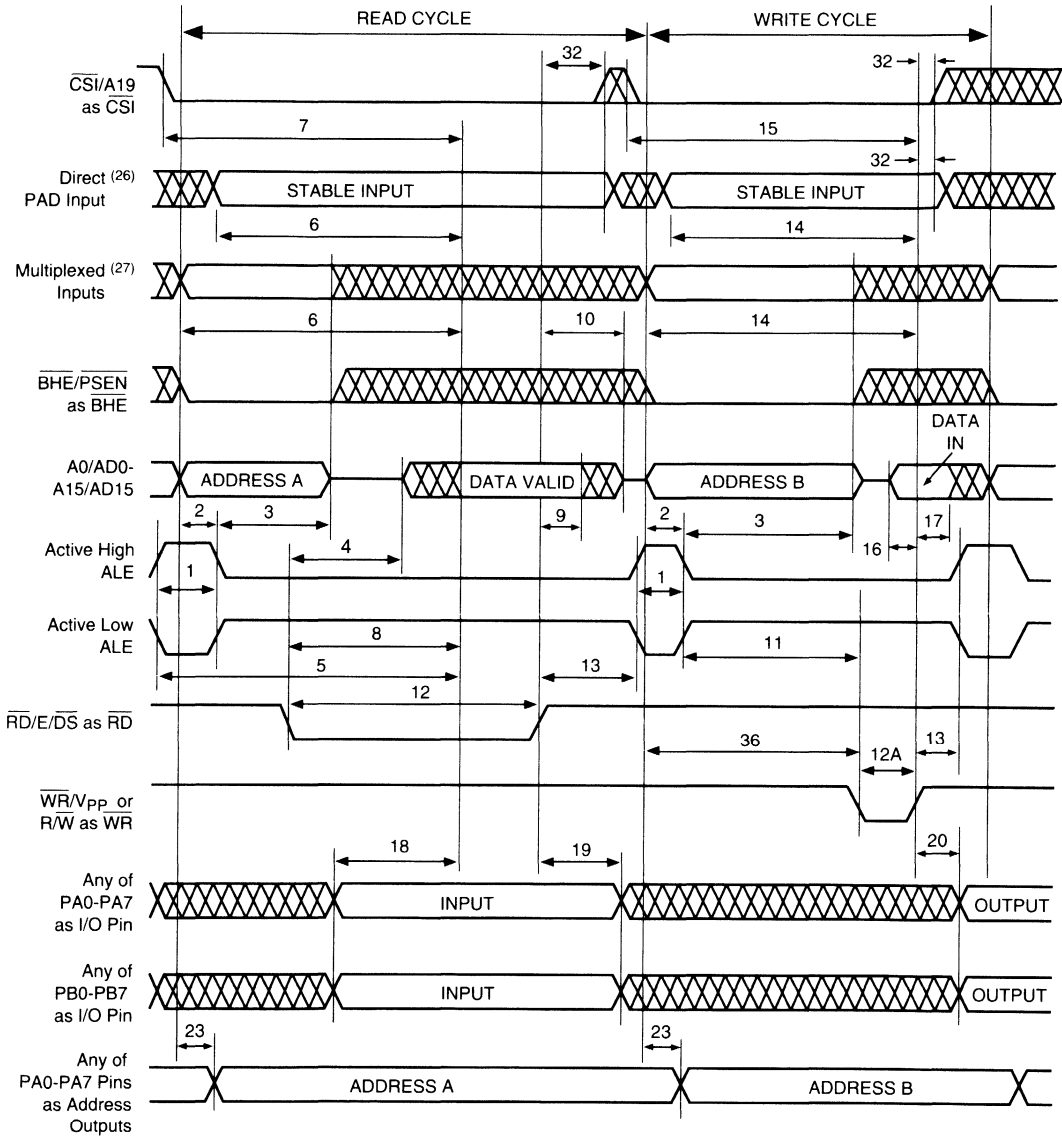 READ CYCLE WRITE CYCLE
32 32
CSI/A19
as CSI
7 15
32
Direct (26)
PAD Input
STABLE INPUT STABLE INPUT
6 14
Multiplexed (27)
Inputs
6 10 14
BHE/PSEN
as BHE
DATA
IN
A0/AD0-
A15/AD15
ADDRESS A DATA VALID ADDRESS B
2 3 9 2 3 17
4 16
Active High
ALE
1 1
Active Low
ALE
8 11
5 13
12
RD/E/DS as RD
36 12A 13
WR/VPP or
R/W as WR
18 19 20
Any of
PA0-PA7
as I/O Pin
INPUT OUTPUT
Any of
PB0-PB7
as I/O Pin
INPUT OUTPUT
23 23
Any of
PA0-PA7 Pins
as Address
Outputs
ADDRESS A ADDRESS B